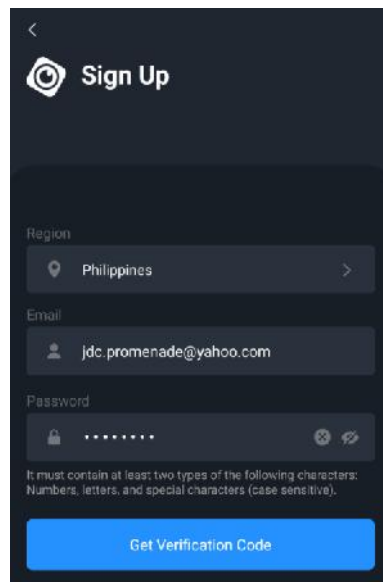 Sign Up
Region
Philippines
Email
jdc.promenade@yahoo.com
Password
········
It must contain at least two types of the following characters:
Numbers, letters, and special characters (case sensitive).
Get Verification Code